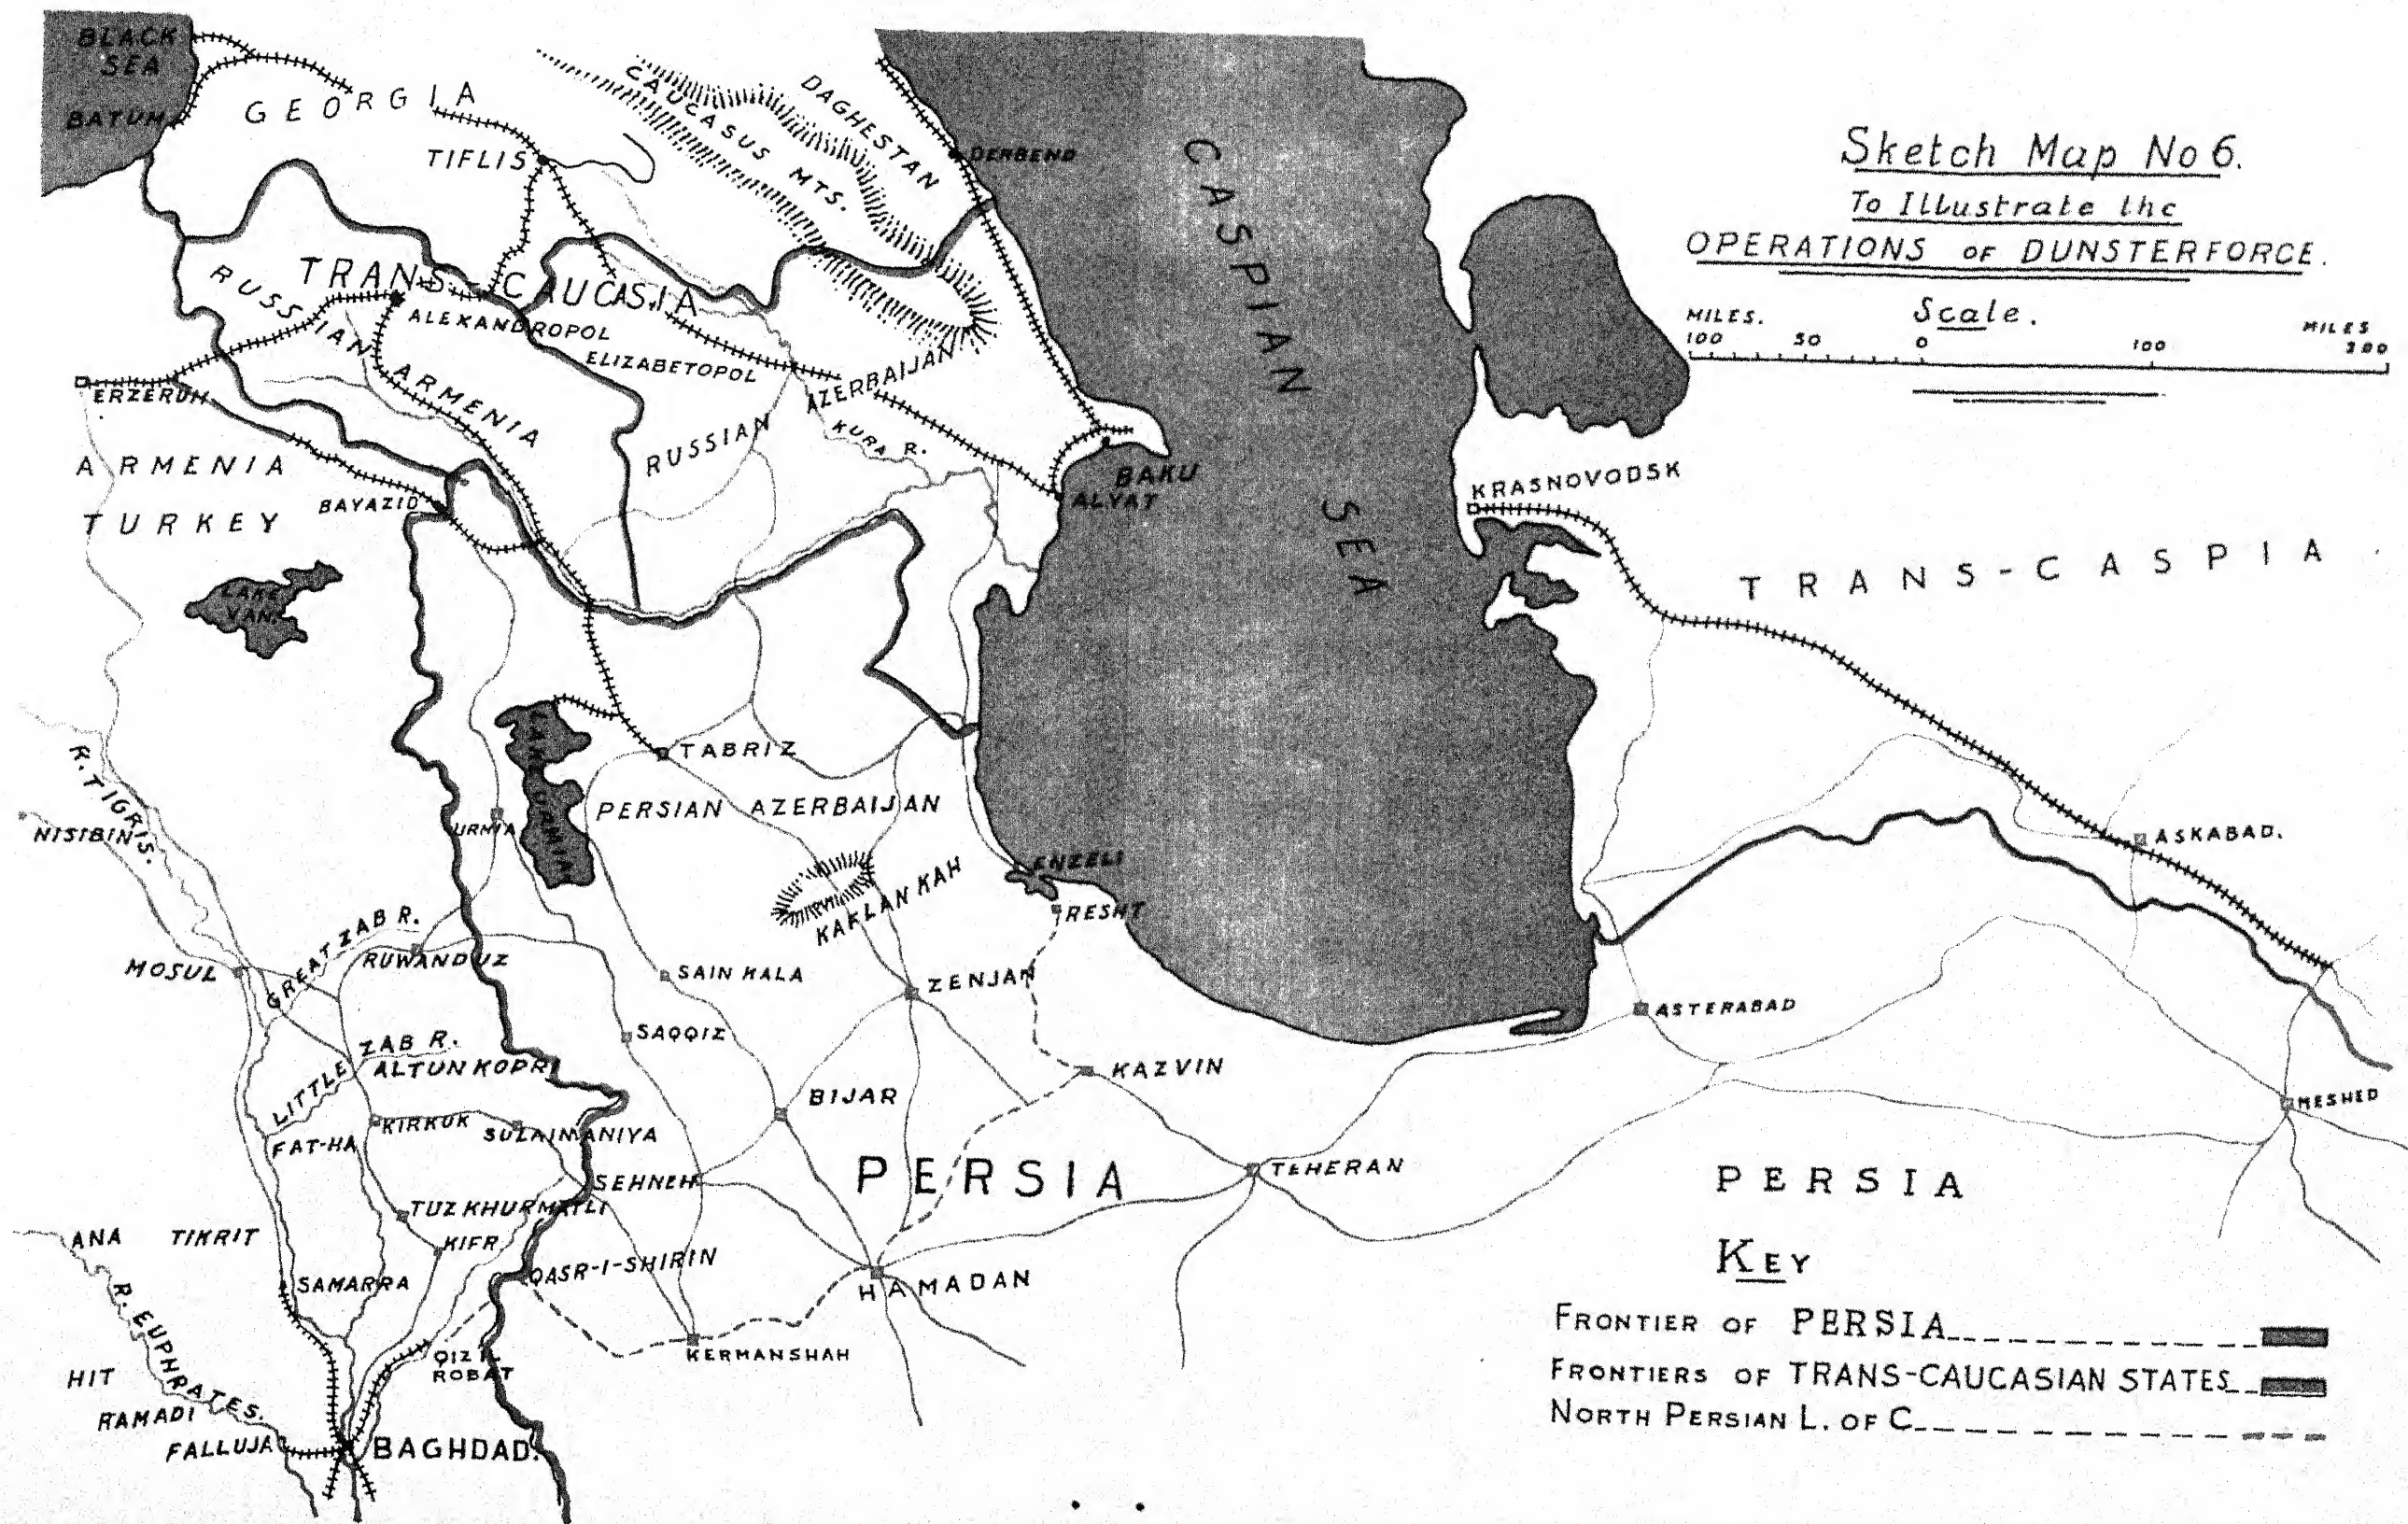 Sketch Map No 6.
To Illustrate the
OPERATIONS OF DUNSTERFORCE.
Scale.
MILES. MILES
100 50 0 100 200
BLACK
SEA
BATUM
GEORGIA
TIFLIS
CAUCASUS MTS.
DAGHESTAN
DERBEND
CASPIAN SEA
TRANS-CAUCASIA
RUSSIAN ARMENIA
ALEXANDROPOL
ELIZABETOPOL
RUSSIAN AZERBAIJAN
KURA R.
BAKU
ALYAT
KRASNOVODSK
TRANS-CASPIA
ERZERUM
ARMENIA
TURKEY
BAYAZID
LAKE
VAN.
LAKE URMIA
TABRIZ
PERSIAN AZERBAIJAN
URMIA
R. TIGRIS.
NISIBIN
ASKABAD.
KAFLAN KAH
ENZELI
RESHT
GREAT ZAB R.
MOSUL
RUWANDUZ
SAIN KALA
ZENJAN
ASTERABAD
SAQQIZ
LITTLE ZAB R.
ALTUN KOPRI
KAZVIN
BIJAR
MESHED
KIRKUK
SULAIMANIYA
FAT-HA
SEHNEH
PERSIA
TEHERAN
PERSIA
TUZ KHURMATLI
ANA
TIKRIT
KIFRI
QASR-I-SHIRIN
SAMARRA
HAMADAN
R. EUPHRATES.
KERMANSHAH
QIZIL
ROBAT
HIT
RAMADI
FALLUJA
BAGHDAD.
KEY
FRONTIER OF PERSIA
FRONTIERS OF TRANS-CAUCASIAN STATES
NORTH PERSIAN L. OF C.